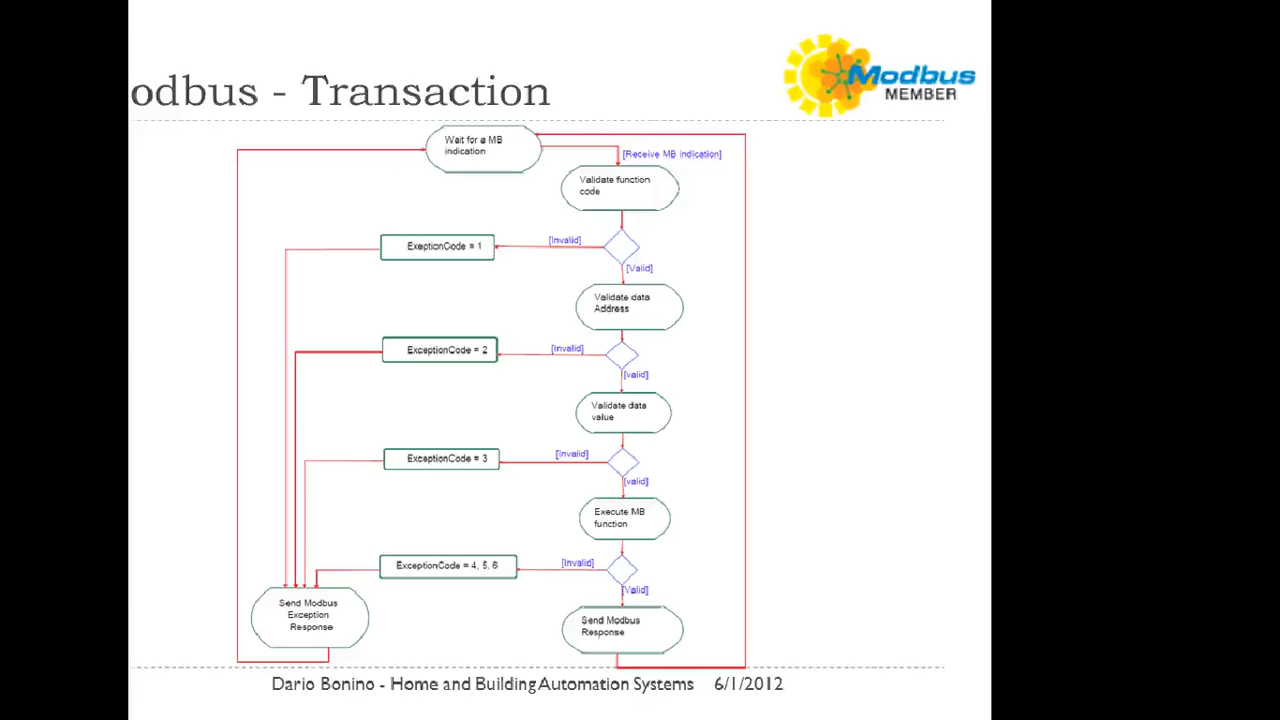 odbus - Transaction
Modbus
MEMBER
Wait for a MB
indication
[Receive MB indication]
Validate function
code
ExeptionCode = 1
[Invalid]
[Valid]
Validate data
Address
ExceptionCode = 2
[Invalid]
[valid]
Validate data
value
ExceptionCode = 3
[Invalid]
[valid]
Execute MB
function
ExceptionCode = 4, 5, 6
[Invalid]
[Valid]
Send Modbus
Exception
Response
Send Modbus
Response
Dario Bonino - Home and Building Automation Systems 6/1/2012